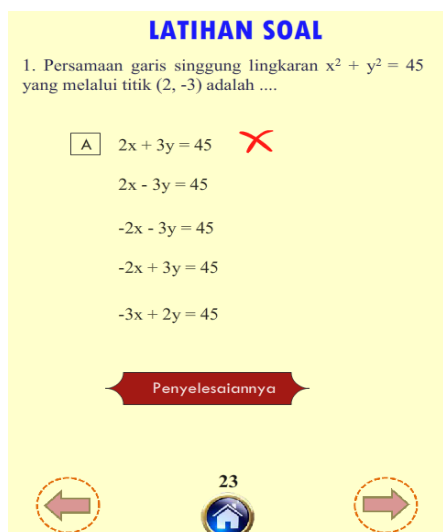 LATIHAN SOAL
1. Persamaan garis singgung lingkaran x² + y² = 45
yang melalui titik (2, -3) adalah ....
A 2x + 3y = 45
2x - 3y = 45
-2x - 3y = 45
-2x + 3y = 45
-3x + 2y = 45
Penyelesaiannya
23